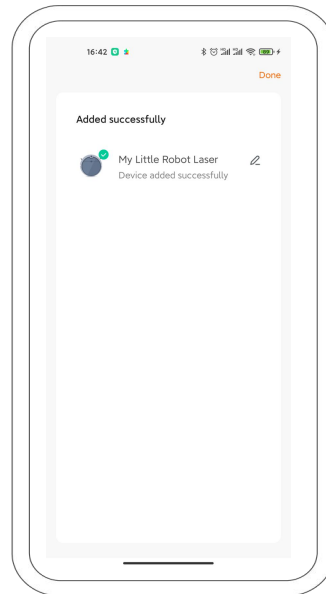 16:42
Done
Added successfully
My Little Robot Laser
Device added successfully